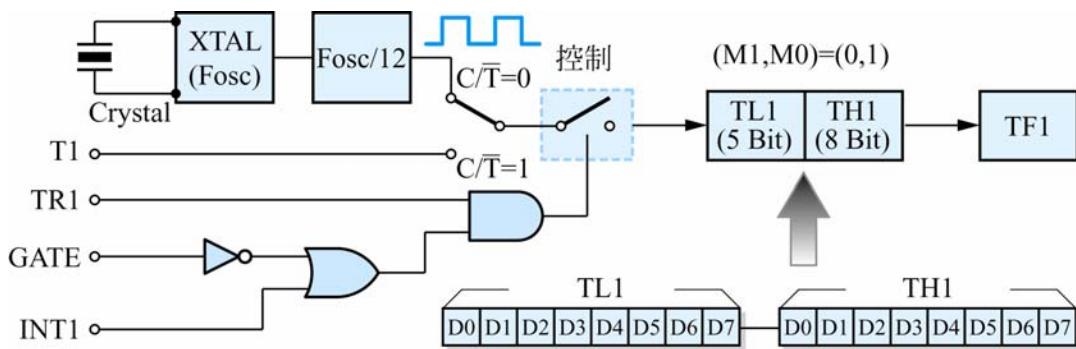 XTAL
(Fosc)
Fosc/12
Crystal
C/T̅=0
控制
(M1,M0)=(0,1)
TL1
(5 Bit)
TH1
(8 Bit)
TF1
T1
C/T̅=1
TR1
GATE
INT1
TL1
TH1
D0 D1 D2 D3 D4 D5 D6 D7
D0 D1 D2 D3 D4 D5 D6 D7